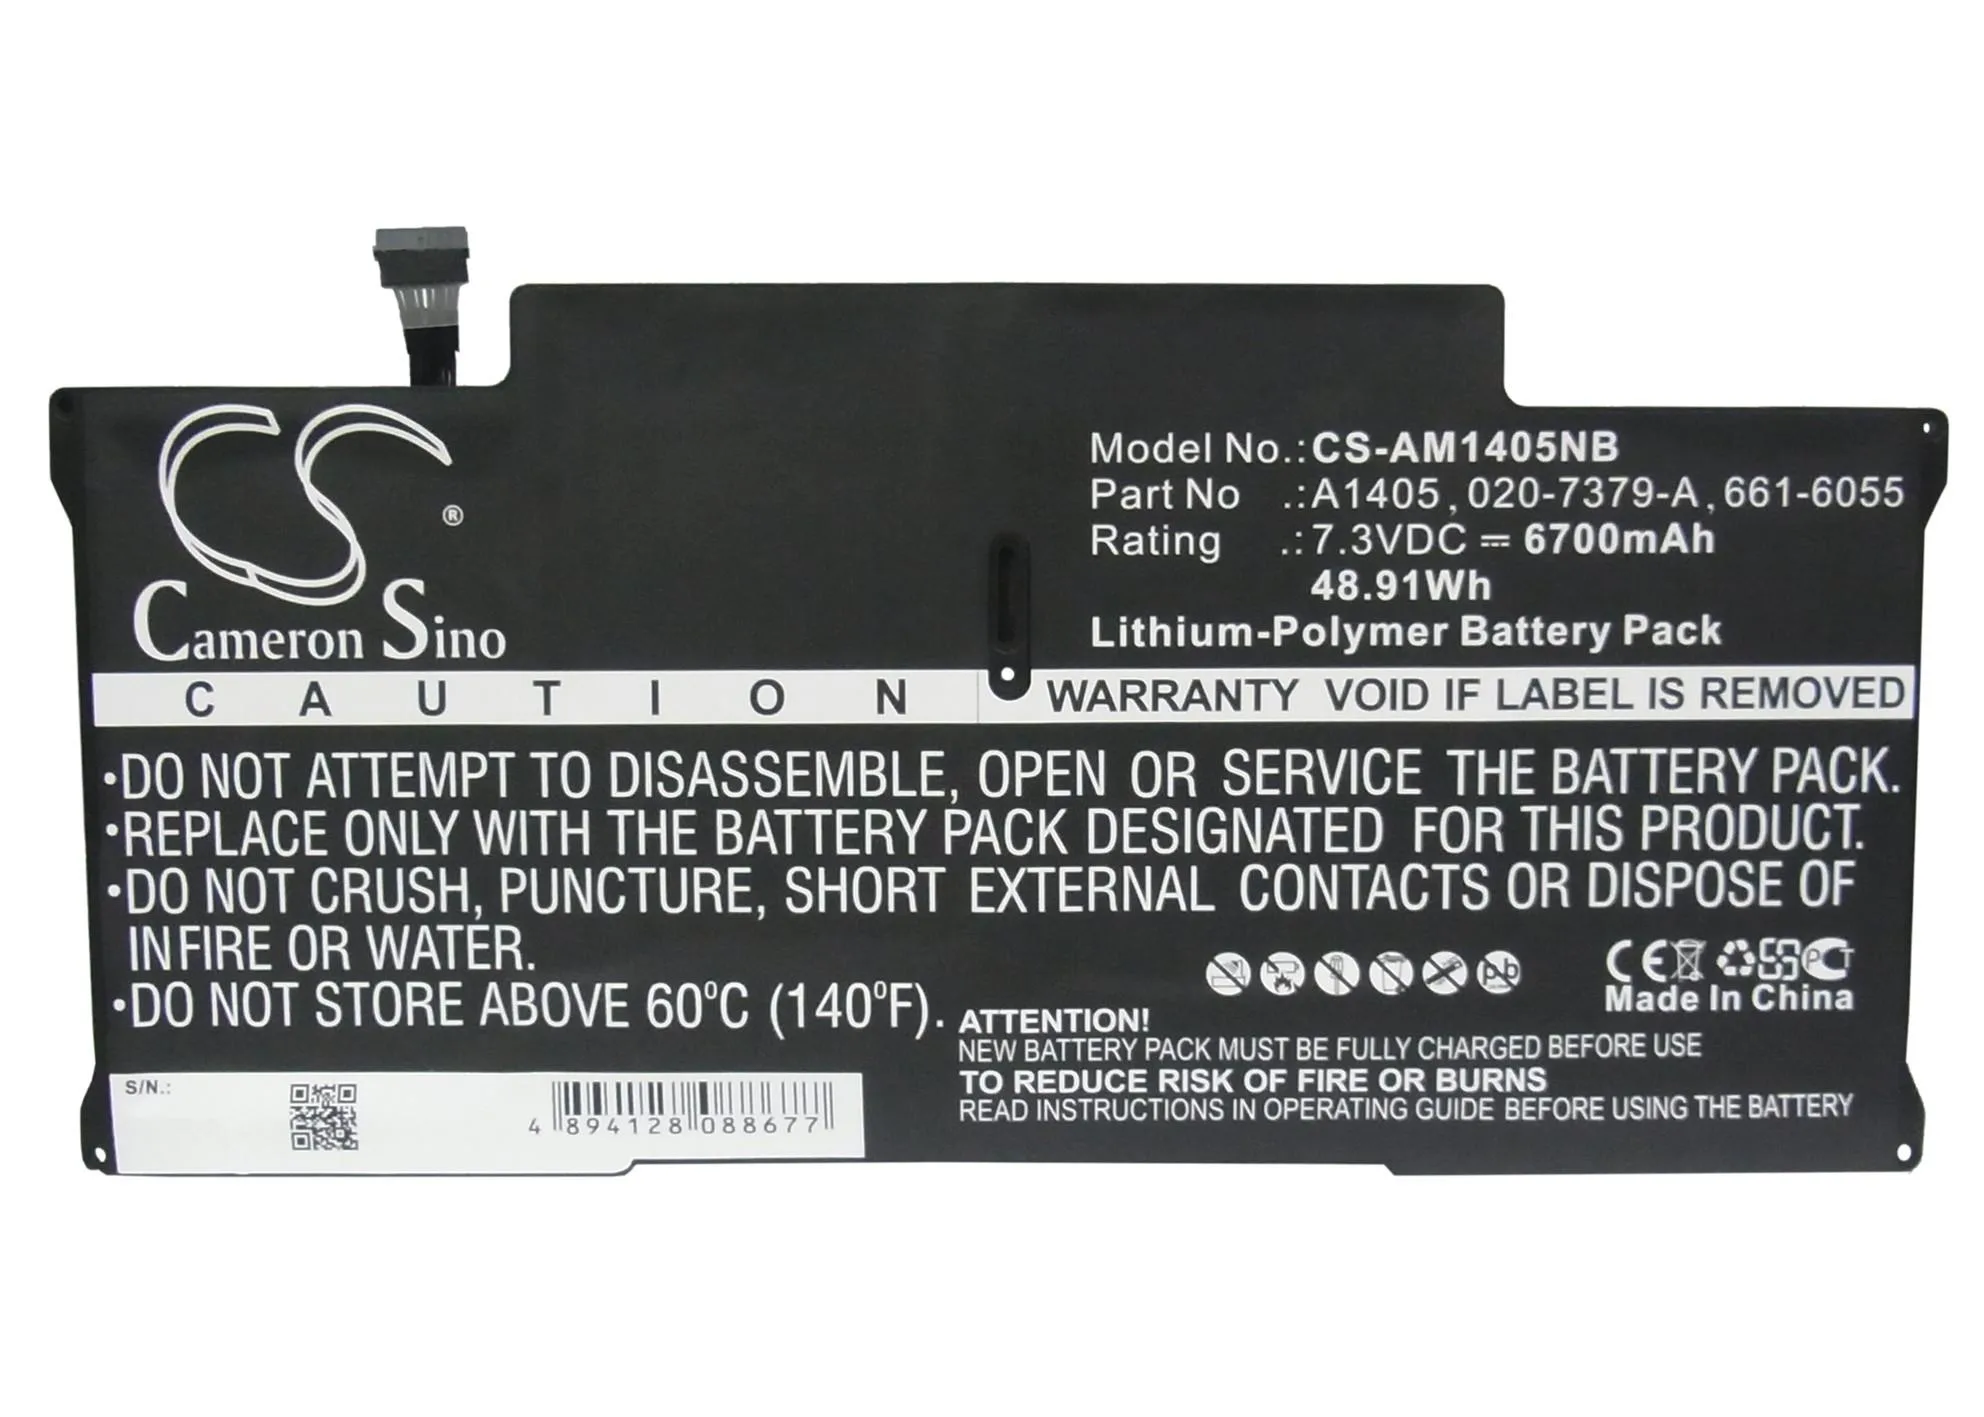 CS®
Cameron Sino
Model No.:CS-AM1405NB
Part No .:A1405, 020-7379-A, 661-6055
Rating .:7.3VDC ⎓ 6700mAh
48.91Wh
Lithium-Polymer Battery Pack
CAUTION WARRANTY VOID IF LABEL IS REMOVED
•DO NOT ATTEMPT TO DISASSEMBLE, OPEN OR SERVICE THE BATTERY PACK.
•REPLACE ONLY WITH THE BATTERY PACK DESIGNATED FOR THIS PRODUCT.
•DO NOT CRUSH, PUNCTURE, SHORT EXTERNAL CONTACTS OR DISPOSE OF
IN FIRE OR WATER.
•DO NOT STORE ABOVE 60°C (140°F).
Pb
CE PCT
Made In China
ATTENTION!
NEW BATTERY PACK MUST BE FULLY CHARGED BEFORE USE
TO REDUCE RISK OF FIRE OR BURNS
READ INSTRUCTIONS IN OPERATING GUIDE BEFORE USING THE BATTERY
S/N.:
4 894128 088677